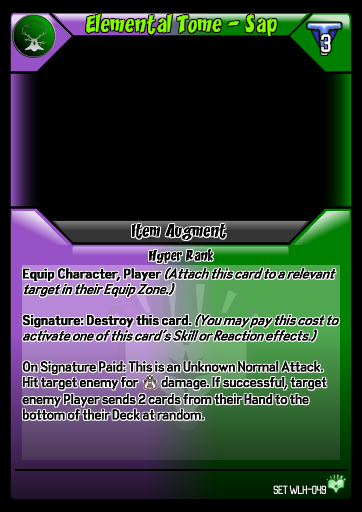 Elemental Tome - Sap
3
Item Augment
Hyper Rank
Equip Character, Player (Attach this card to a relevant
target in their Equip Zone.)
Signature: Destroy this card. (You may pay this cost to
activate one of this card's Skill or Reaction effects.)
On Signature Paid: This is an Unknown Normal Attack.
Hit target enemy for damage. If successful, target
enemy Player sends 2 cards from their Hand to the
bottom of their Deck at random.
SET WLH-049